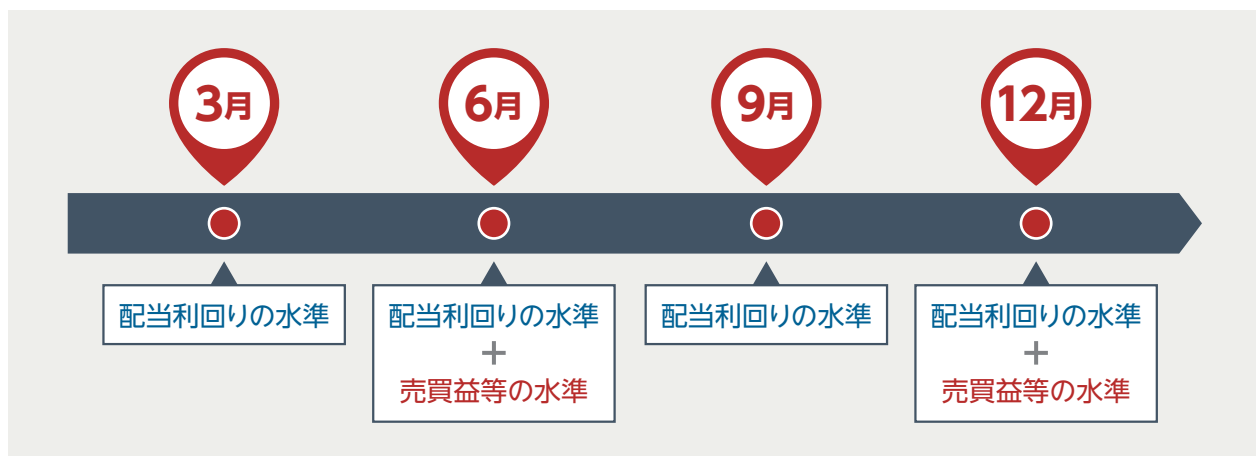 3月
6月
9月
12月
配当利回りの水準
配当利回りの水準
+
売買益等の水準
配当利回りの水準
配当利回りの水準
+
売買益等の水準